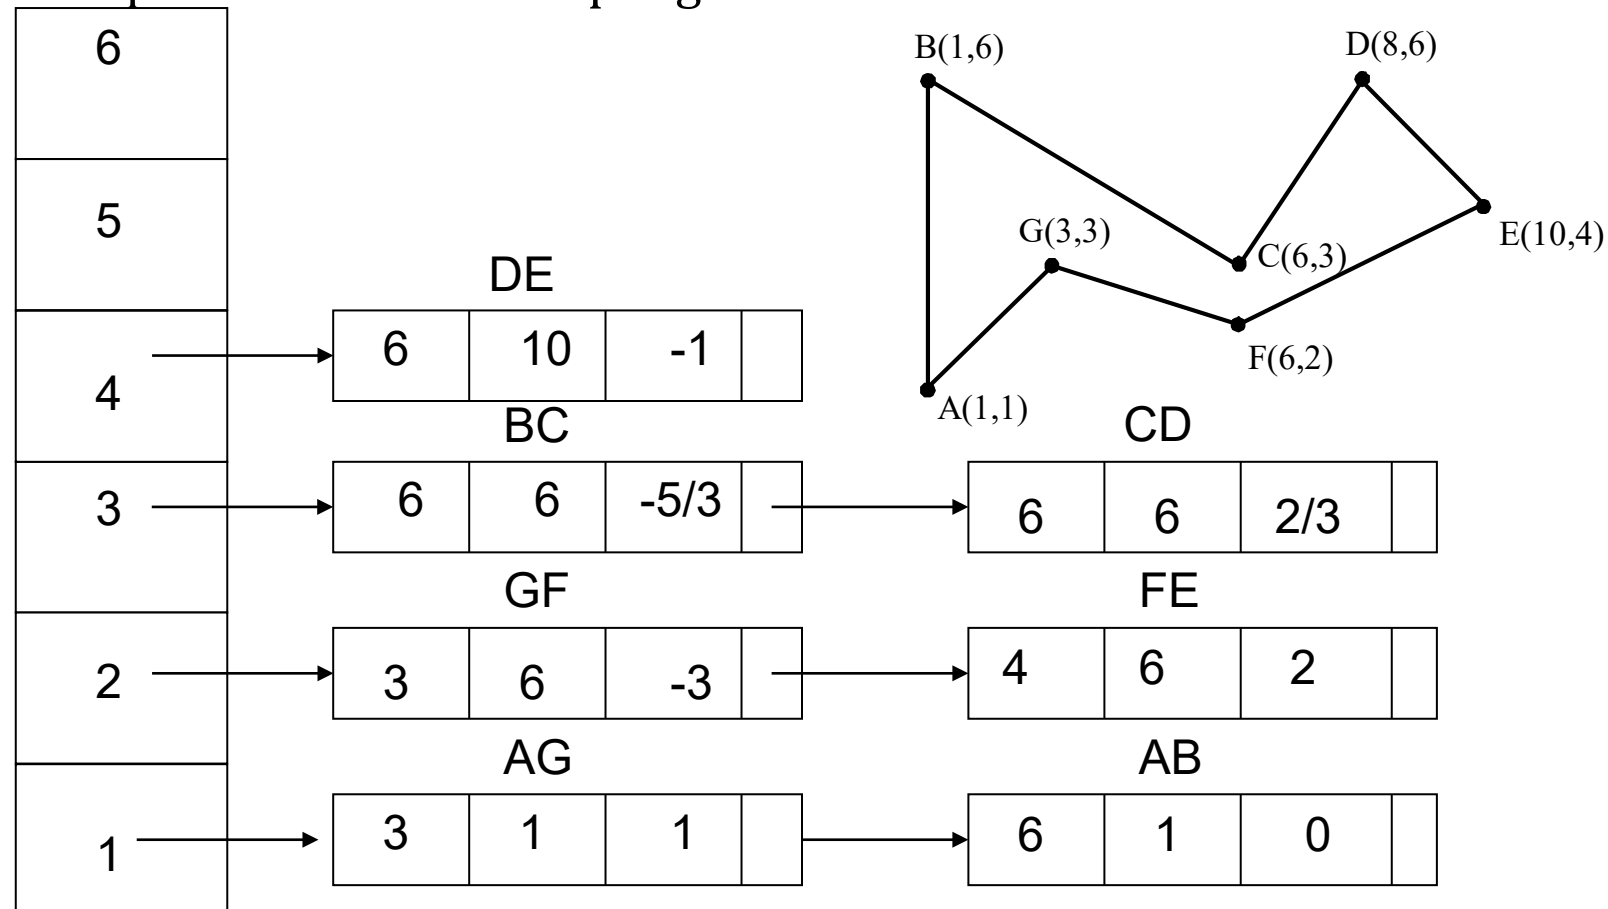 6
B(1,6)
D(8,6)
5
G(3,3)
E(10,4)
C(6,3)
DE
6 10 -1
4
F(6,2)
A(1,1)
BC
CD
3
6 6 -5/3
6 6 2/3
GF
FE
2
3 6 -3
4 6 2
AG
AB
1
3 1 1
6 1 0